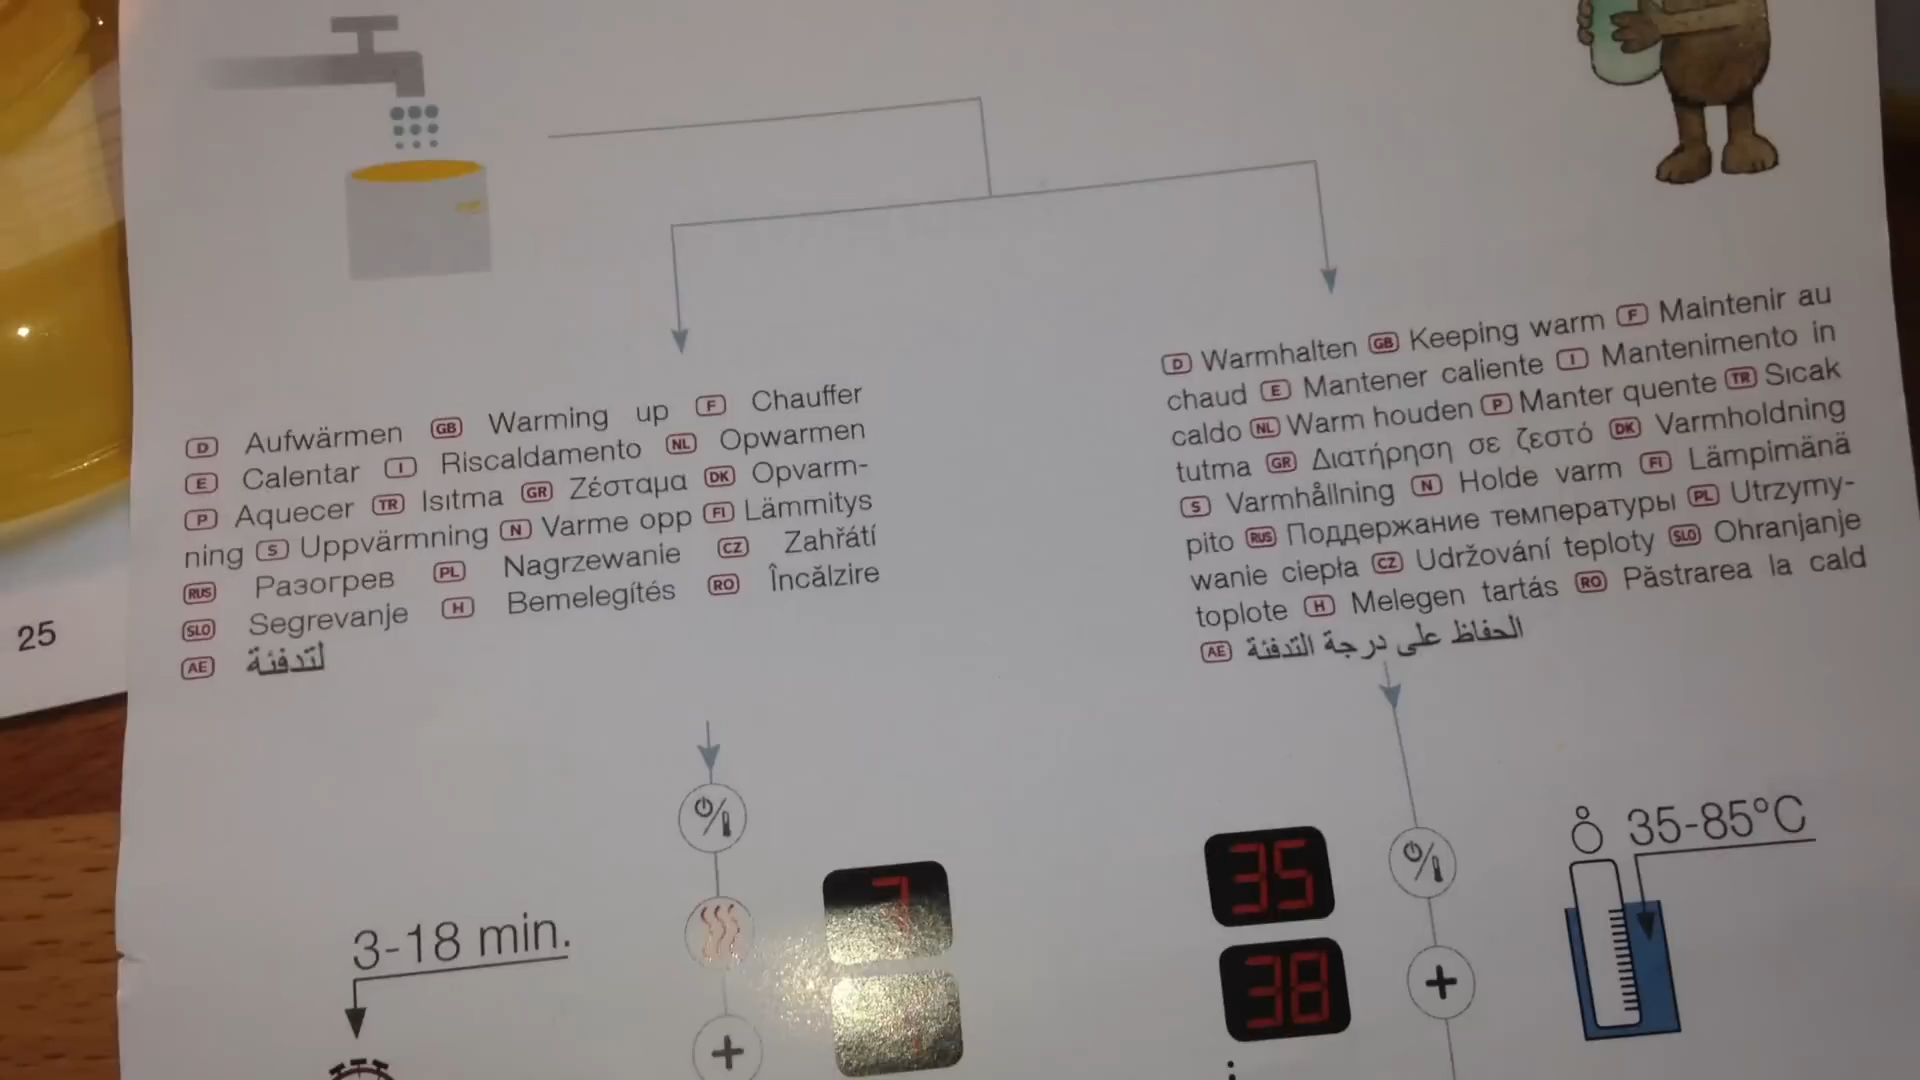 D Aufwärmen GB Warming up F Chauffer
E Calentar I Riscaldamento NL Opwarmen
P Aquecer TR Isıtma GR Ζέσταμα DK Opvarm-
ning S Uppvärmning N Varme opp FI Lämmitys
RUS Разогрев PL Nagrzewanie CZ Zahřátí
SLO Segrevanje H Bemelegítés RO Încălzire
AE لتدفئة
D Warmhalten GB Keeping warm F Maintenir au
chaud E Mantener caliente I Mantenimento in
caldo NL Warm houden P Manter quente TR Sıcak
tutma GR Διατήρηση σε ζεστό DK Varmholdning
S Varmhållning N Holde varm FI Lämpimänä
pito RUS Поддержание температуры PL Utrzymy-
wanie ciepła CZ Udržování teploty SLO Ohranjanje
toplote H Melegen tartás RO Păstrarea la cald
AE الحفاظ على درجة التدفئة
25
3-18 min.
7
35
38
35-85°C